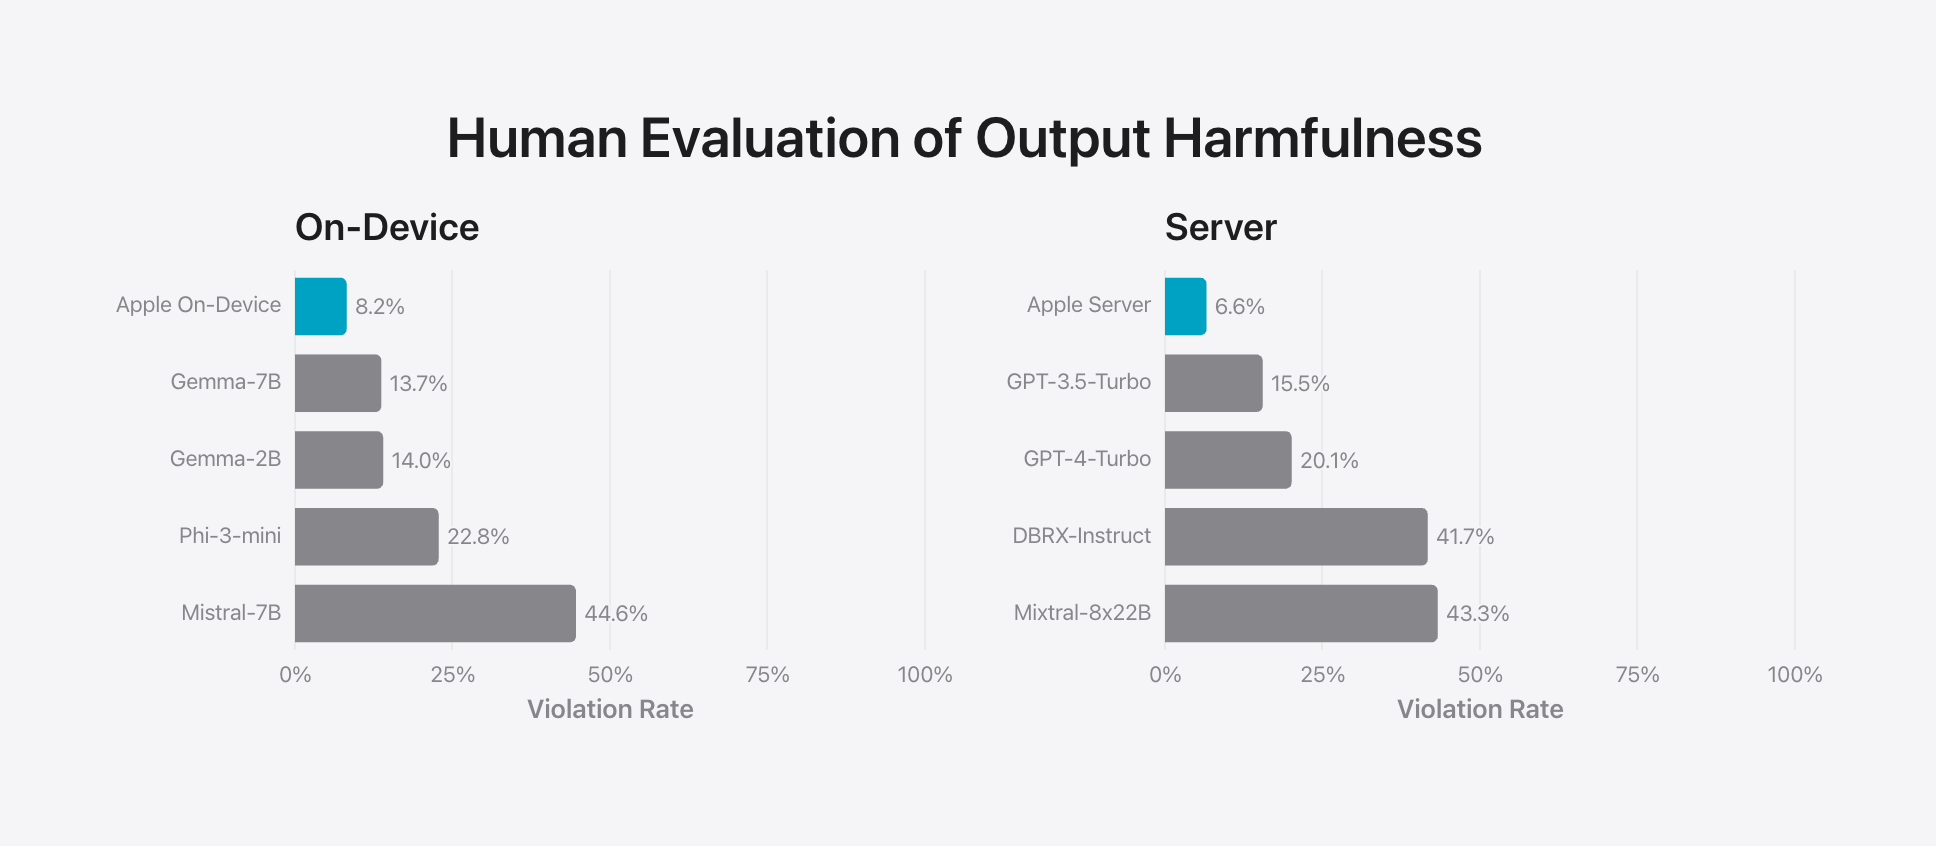 Human Evaluation of Output Harmfulness
On-Device
Apple On-Device 8.2%
Gemma-7B 13.7%
Gemma-2B 14.0%
Phi-3-mini 22.8%
Mistral-7B 44.6%
0% 25% 50% 75% 100%
Violation Rate
Server
Apple Server 6.6%
GPT-3.5-Turbo 15.5%
GPT-4-Turbo 20.1%
DBRX-Instruct 41.7%
Mixtral-8x22B 43.3%
0% 25% 50% 75% 100%
Violation Rate